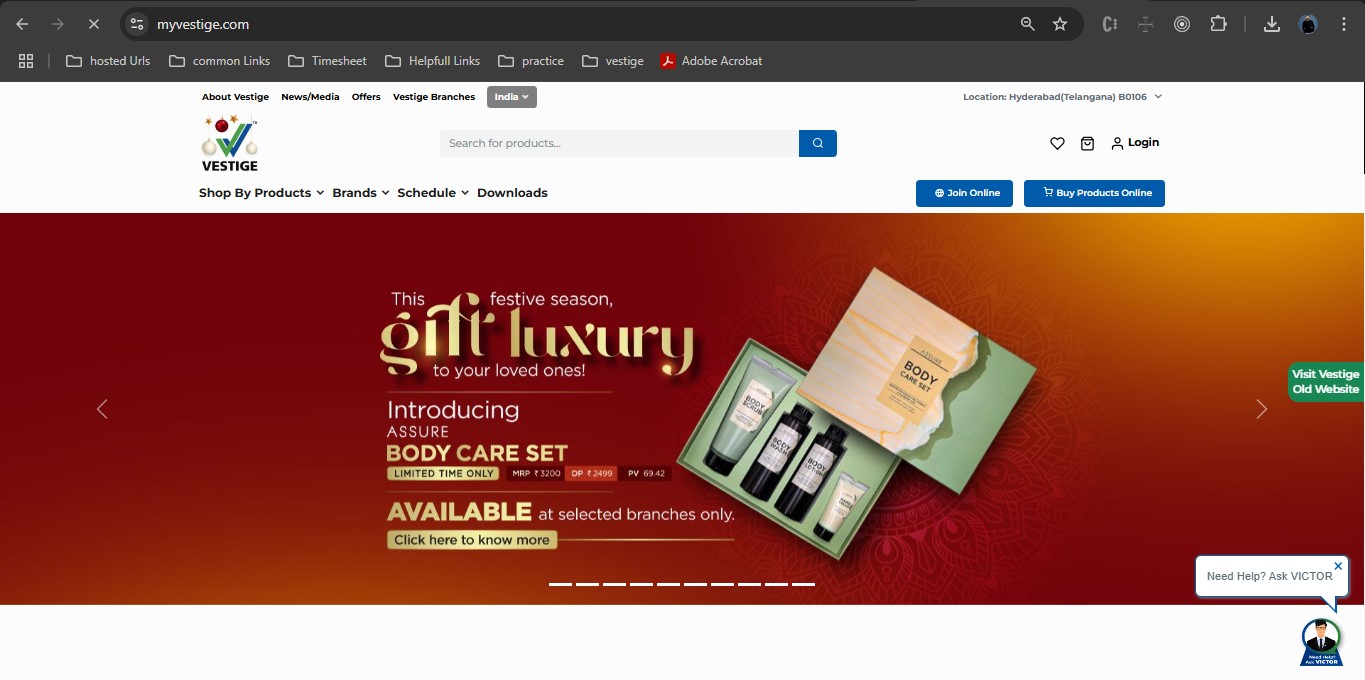 myvestige.com
hosted Urls common Links Timesheet Helpfull Links practice vestige Adobe Acrobat
About Vestige News/Media Offers Vestige Branches India Location: Hyderabad(Telangana) B0106
VESTIGE
Search for products...
Login
Shop By Products Brands Schedule Downloads Join Online Buy Products Online
This festive season,
gift luxury
to your loved ones!
Introducing
ASSURE
BODY CARE SET
LIMITED TIME ONLY MRP ₹ 3200 DP ₹ 2499 PV 69.42
AVAILABLE at selected branches only.
Click here to know more
ASSURE
BODY
CARE SET
BODY
SCRUB
BODY
WASH
BODY
LOTION
Visit Vestige
Old Website
Need Help? Ask VICTOR
Need Help?
Ask VICTOR